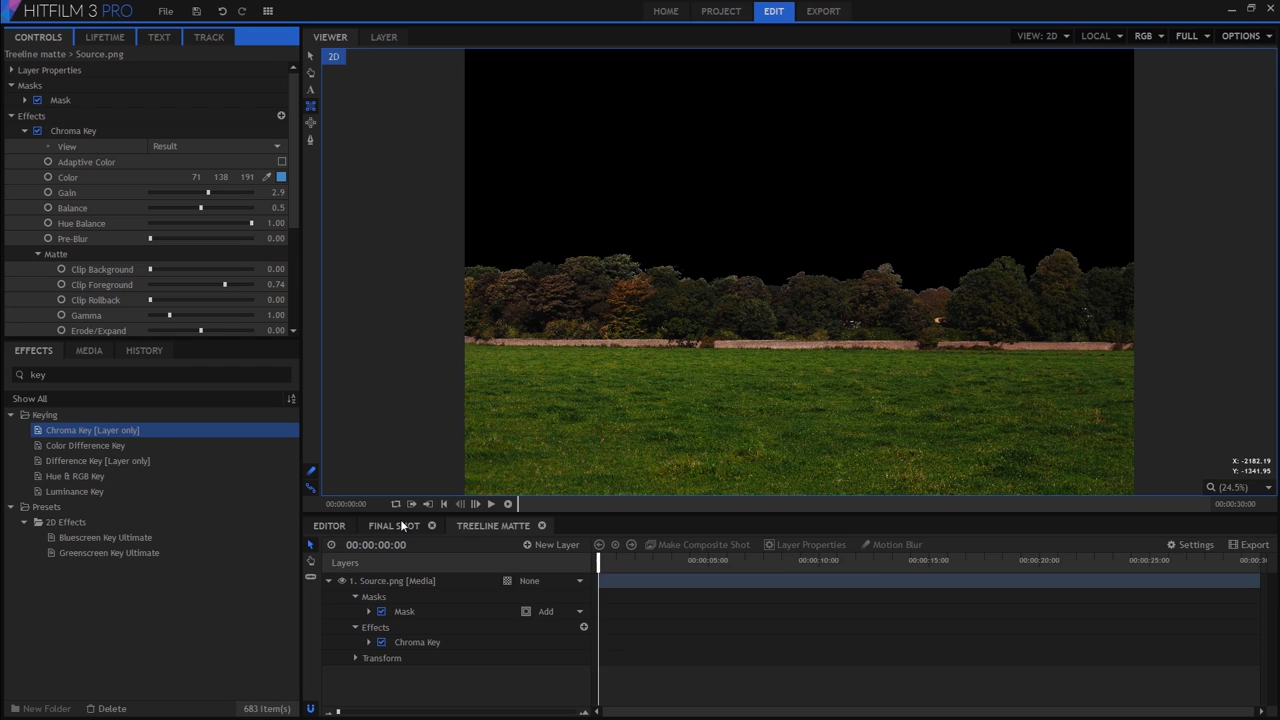 HITFILM 3 PRO File HOME PROJECT EDIT EXPORT
CONTROLS LIFETIME TEXT TRACK VIEWER LAYER VIEW: 2D LOCAL RGB FULL OPTIONS
Treeline matte > Source.png
2D
Layer Properties
Masks
Mask
Effects
Chroma Key
View Result
Adaptive Color
Color 71 138 191
Gain 2.9
Balance 0.5
Hue Balance 1.00
Pre-Blur 0.00
Matte
Clip Background 0.00
Clip Foreground 0.74
Clip Rollback 0.00
Gamma 1.00
Erode/Expand 0.00
EFFECTS MEDIA HISTORY
key
Show All
Keying
Chroma Key [Layer only]
Color Difference Key
Difference Key [Layer only]
Hue & RGB Key
Luminance Key
Presets
2D Effects
Bluescreen Key Ultimate
Greenscreen Key Ultimate
New Folder Delete 683 item(s)
X: -2182.19
Y: -1341.95
(24.5%)
00:00:00:00 00:00:30:00
EDITOR FINAL SHOT TREELINE MATTE
00:00:00:00 New Layer Make Composite Shot Layer Properties Motion Blur Settings Export
Layers 00:00:05:00 00:00:10:00 00:00:15:00 00:00:20:00 00:00:25:00 00:00:3
1. Source.png [Media] None
Masks
Mask Add
Effects
Chroma Key
Transform